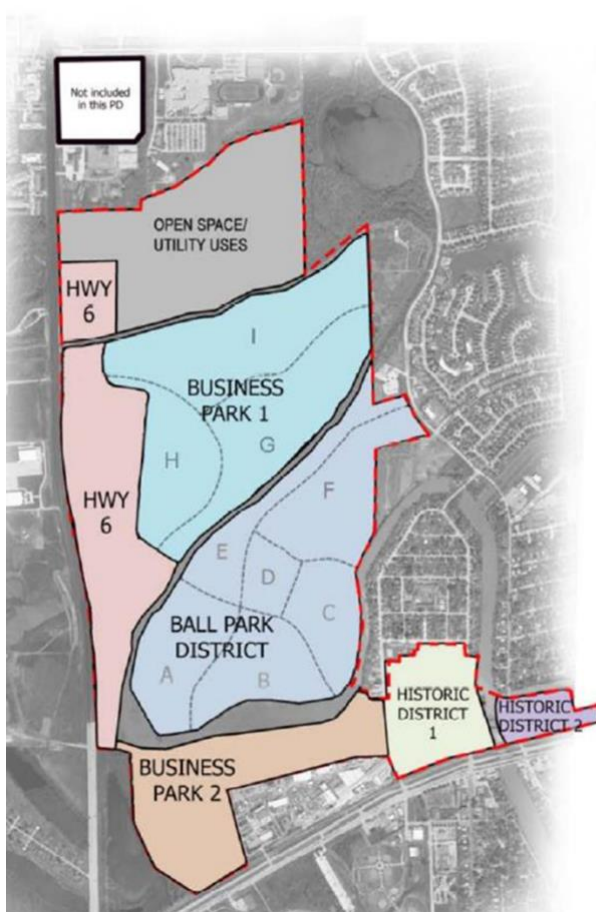 Not included
in this PD
OPEN SPACE/
UTILITY USES
HWY
6
I
BUSINESS
PARK 1
H
G
HWY
6
F
E
D
C
BALL PARK
DISTRICT
A
B
HISTORIC
DISTRICT
1
HISTORIC
DISTRICT 2
BUSINESS
PARK 2